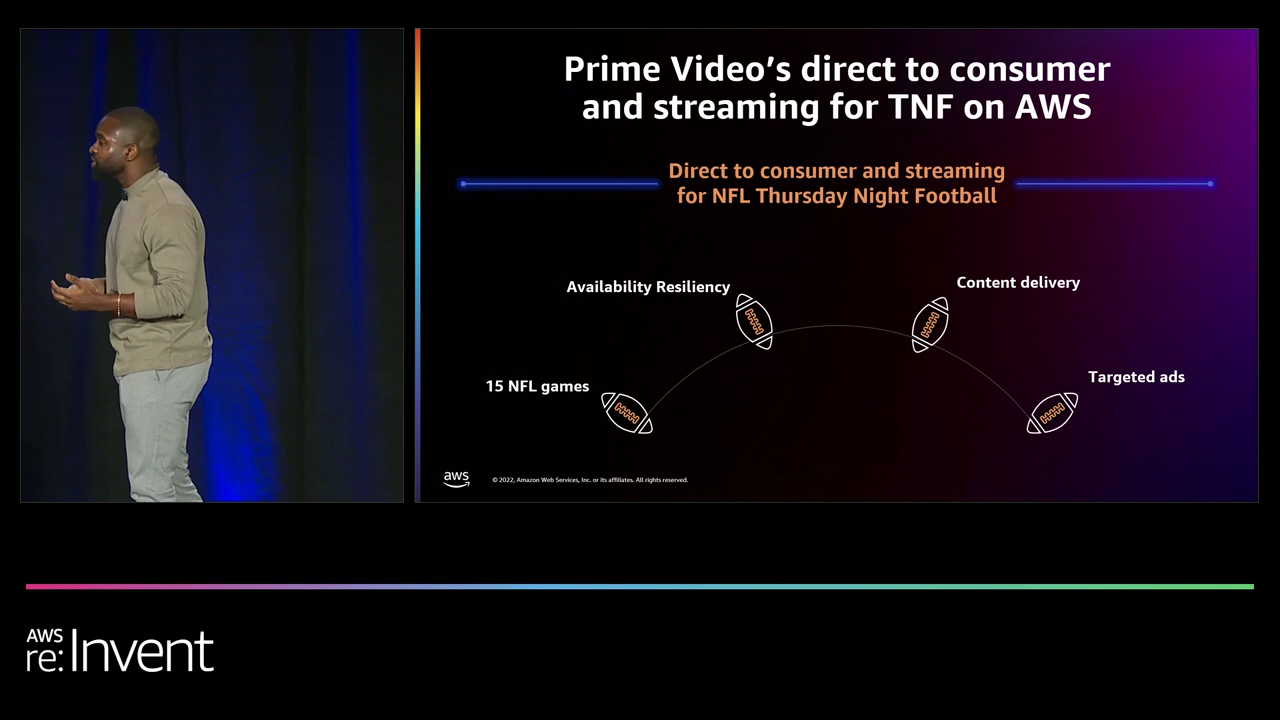 Prime Video’s direct to consumer
and streaming for TNF on AWS
Direct to consumer and streaming
for NFL Thursday Night Football
Availability Resiliency
Content delivery
15 NFL games
Targeted ads
aws
© 2022, Amazon Web Services, Inc. or its affiliates. All rights reserved.
AWS
re:Invent